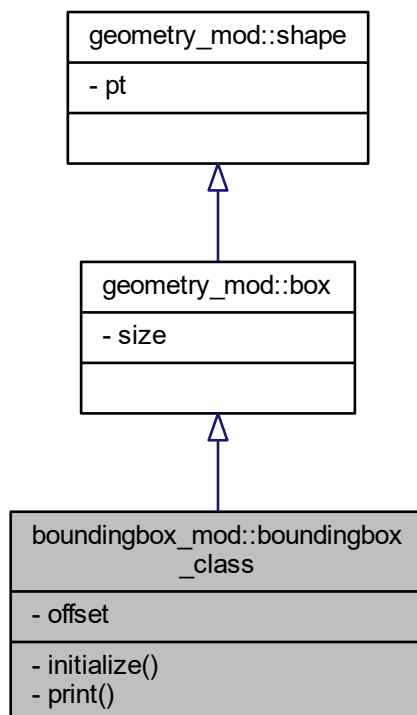 geometry_mod::shape
- pt
geometry_mod::box
- size
boundingbox_mod::boundingbox
_class
- offset
- initialize()
- print()